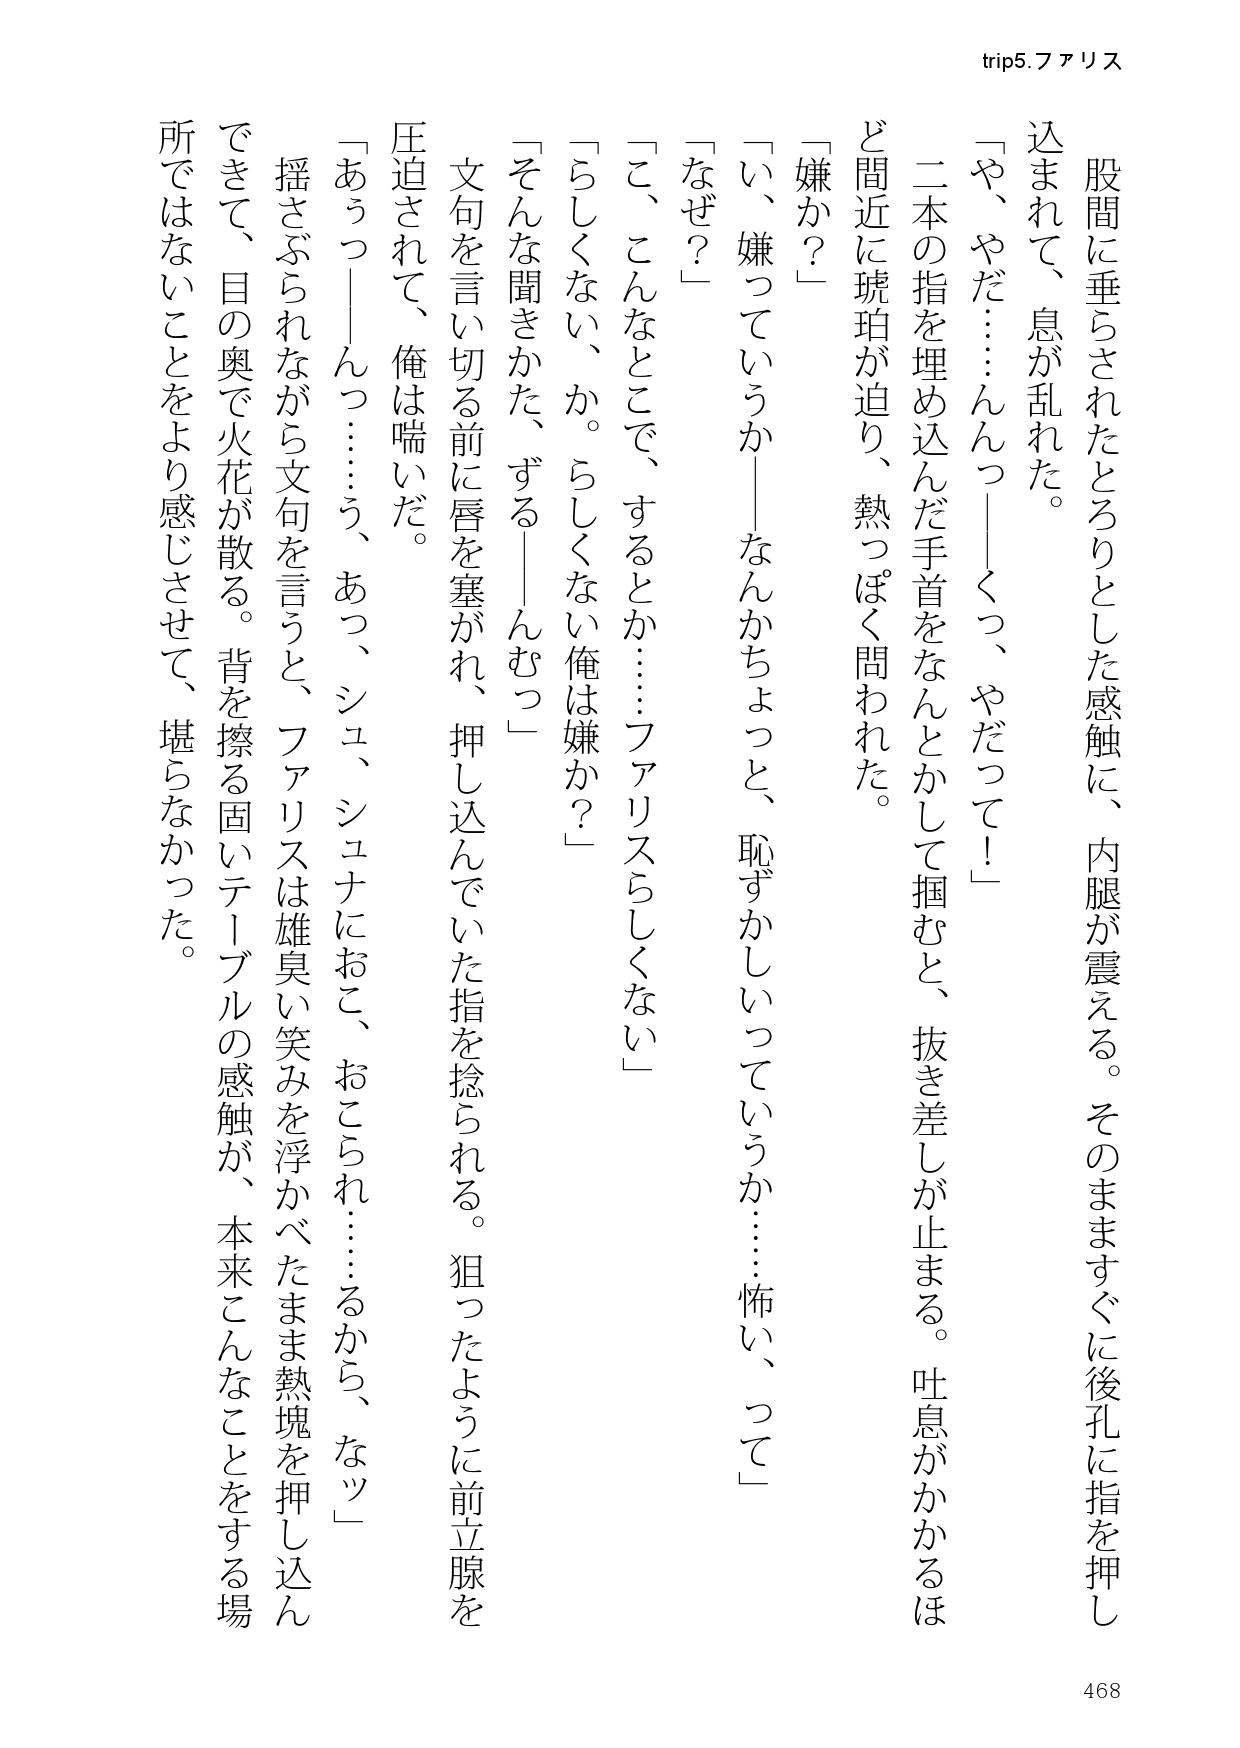 trip5.ファリス
　股間に垂らされたとろりとした感触に、内腿が震える。そのまますぐに後孔に指を押し
込まれて、息が乱れた。
「や、やだ……んんっ――くっ、やだって！」
　二本の指を埋め込んだ手首をなんとかして掴むと、抜き差しが止まる。吐息がかかるほ
ど間近に琥珀が迫り、熱っぽく問われた。
「嫌か？」
「い、嫌っていうか――なんかちょっと、恥ずかしいっていうか……怖い、って」
「なぜ？」
「こ、こんなとこで、するとか……ファリスらしくない」
「らしくない、か。らしくない俺は嫌か？」
「そんな聞きかた、ずる――んむっ」
　文句を言い切る前に唇を塞がれ、押し込んでいた指を捻られる。狙ったように前立腺を
圧迫されて、俺は喘いだ。
「あぅっ――んっ……う、あっ、シュ、シュナにおこ、おこられ……るから、なッ」
　揺さぶられながら文句を言うと、ファリスは雄臭い笑みを浮かべたまま熱塊を押し込ん
できて、目の奥で火花が散る。背を擦る固いテーブルの感触が、本来こんなことをする場
所ではないことをより感じさせて、堪らなかった。
468